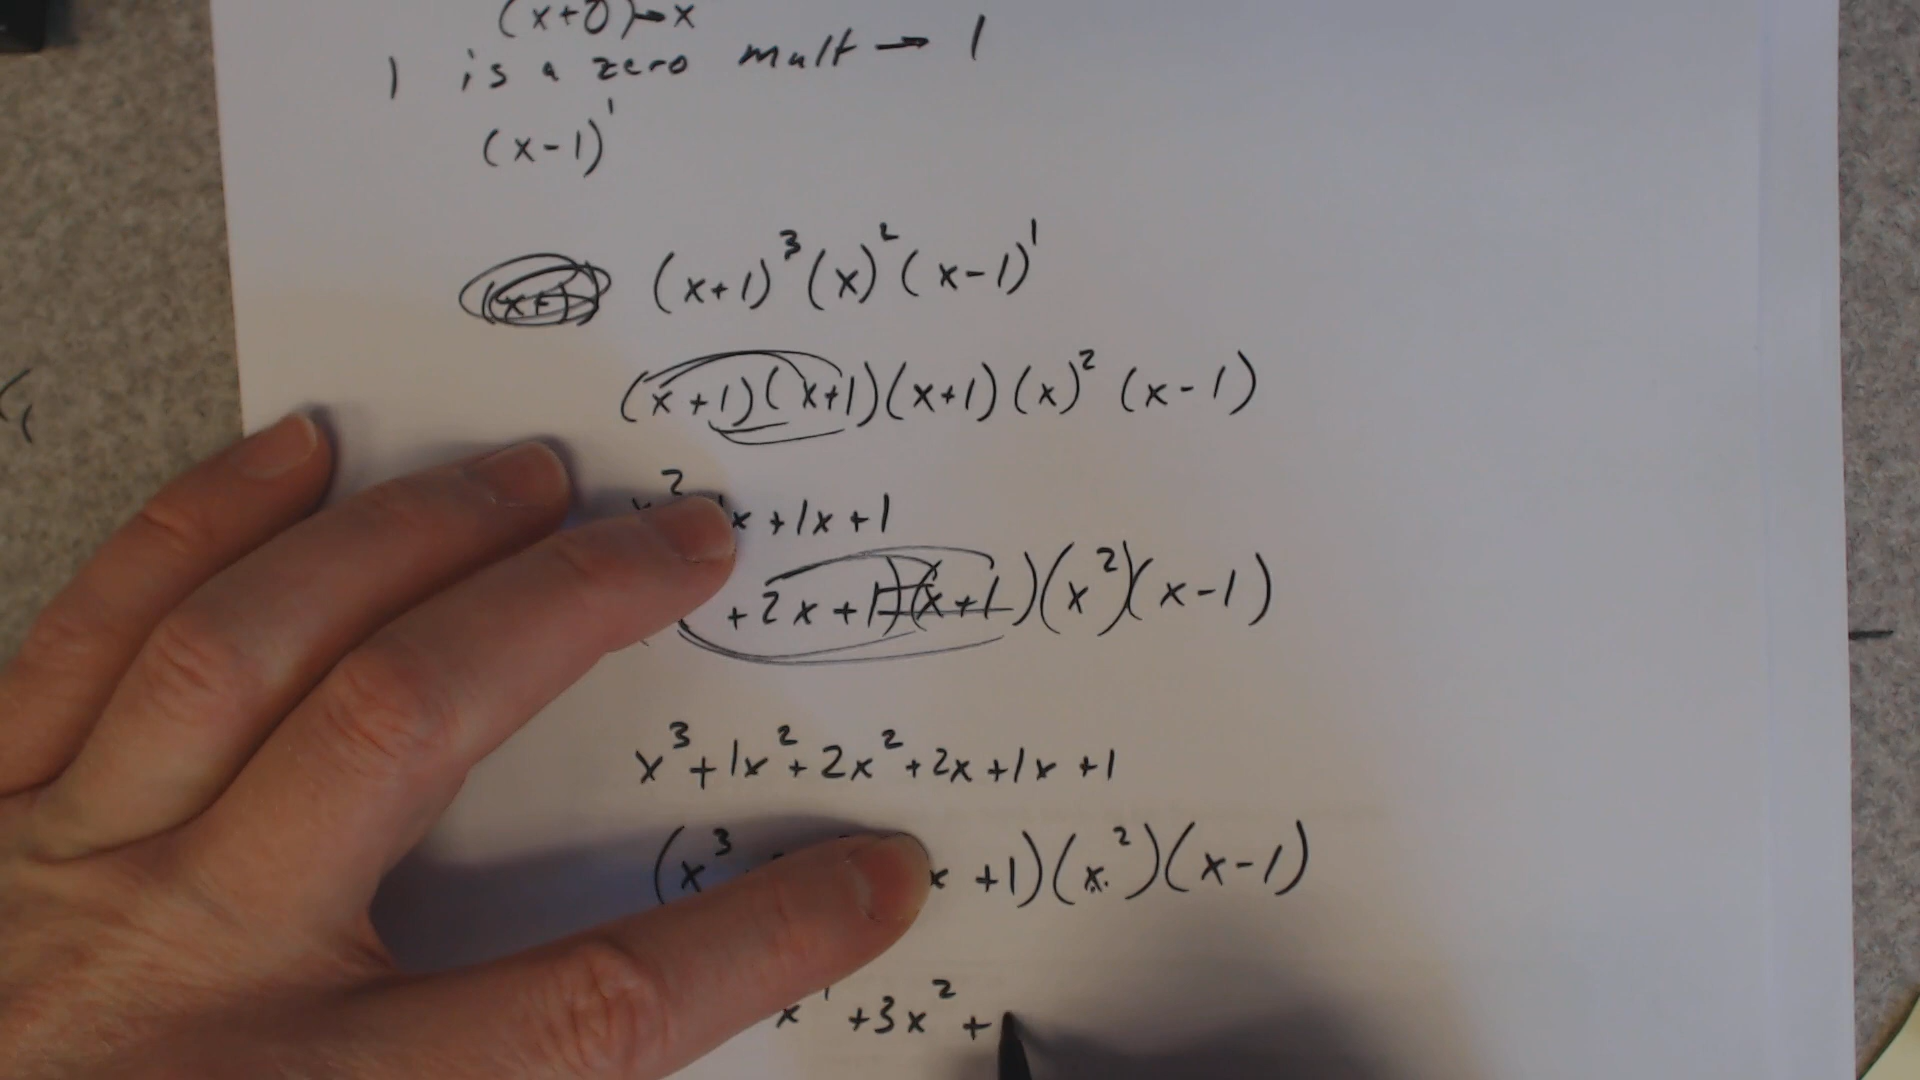 (x+0)→x
1 is a zero mult → 1
(x-1)¹
(x+1)³(x)²(x-1)¹
(x+1)(x+1)(x+1)(x)²(x-1)
x +1x+1
+2x+1)(x+1)(x²)(x-1)
x³+1x²+2x²+2x+1x+1
(x³ x +1)(x²)(x-1)
x +3x²+